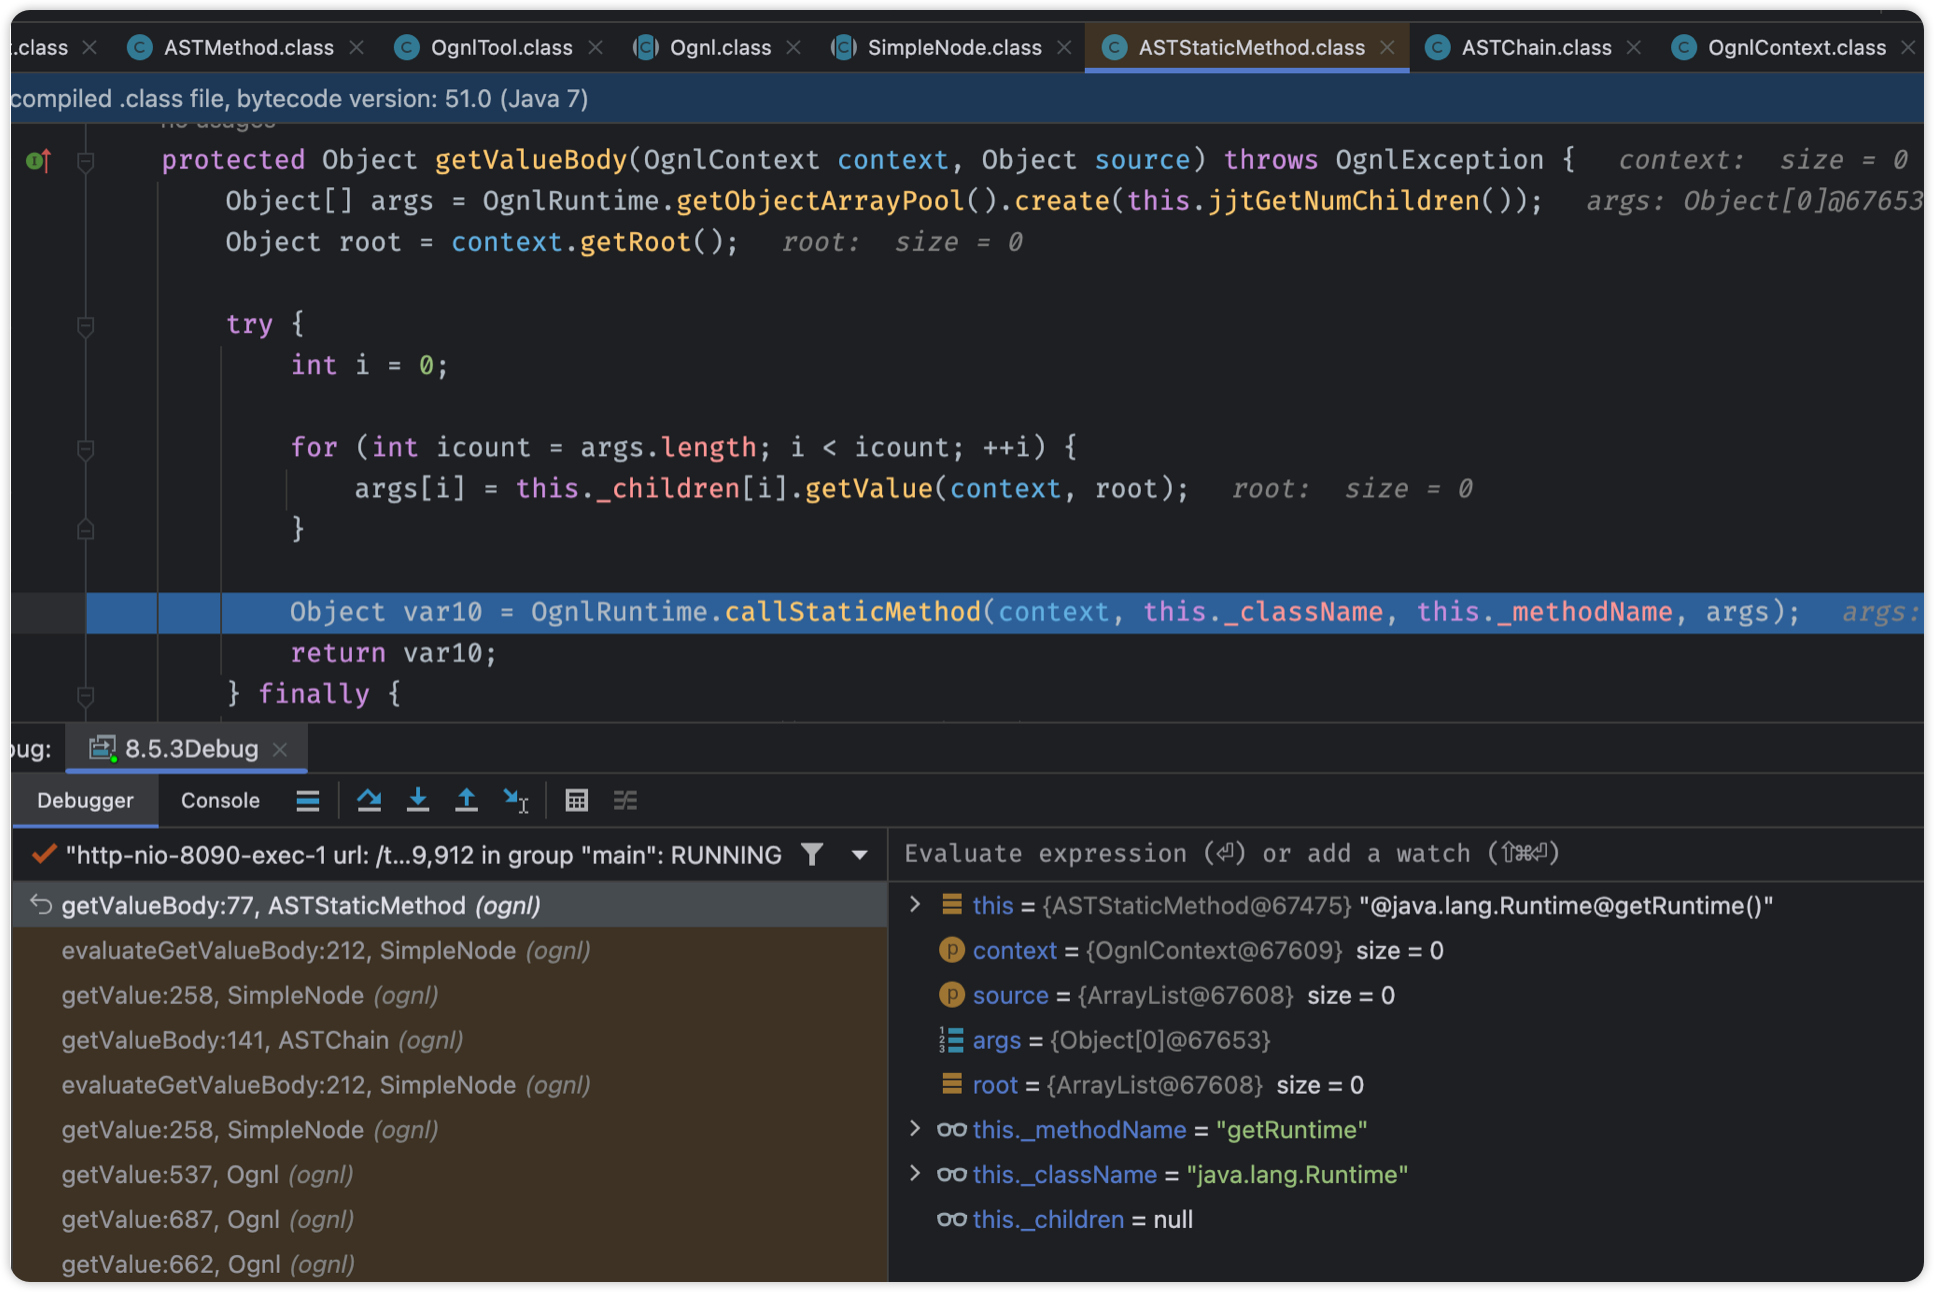 t.class
ASTMethod.class
OgnlTool.class
Ognl.class
SimpleNode.class
ASTStaticMethod.class
ASTChain.class
OgnlContext.class
compiled .class file, bytecode version: 51.0 (Java 7)
no usages
protected Object getValueBody(OgnlContext context, Object source) throws OgnlException {   context:  size = 0
Object[] args = OgnlRuntime.getObjectArrayPool().create(this.jjtGetNumChildren());   args: Object[0]@67653
Object root = context.getRoot();   root:  size = 0
try {
int i = 0;
for (int icount = args.length; i < icount; ++i) {
args[i] = this._children[i].getValue(context, root);   root:  size = 0
}
Object var10 = OgnlRuntime.callStaticMethod(context, this._className, this._methodName, args);   args:
return var10;
} finally {
bug:
8.5.3Debug
Debugger
Console
"http-nio-8090-exec-1 url: /t...9,912 in group "main": RUNNING
Evaluate expression (⏎) or add a watch (⇧⌘⏎)
getValueBody:77, ASTStaticMethod (ognl)
evaluateGetValueBody:212, SimpleNode (ognl)
getValue:258, SimpleNode (ognl)
getValueBody:141, ASTChain (ognl)
evaluateGetValueBody:212, SimpleNode (ognl)
getValue:258, SimpleNode (ognl)
getValue:537, Ognl (ognl)
getValue:687, Ognl (ognl)
getValue:662, Ognl (ognl)
this = {ASTStaticMethod@67475} "@java.lang.Runtime@getRuntime()"
context = {OgnlContext@67609}  size = 0
source = {ArrayList@67608}  size = 0
args = {Object[0]@67653}
root = {ArrayList@67608}  size = 0
this._methodName = "getRuntime"
this._className = "java.lang.Runtime"
this._children = null